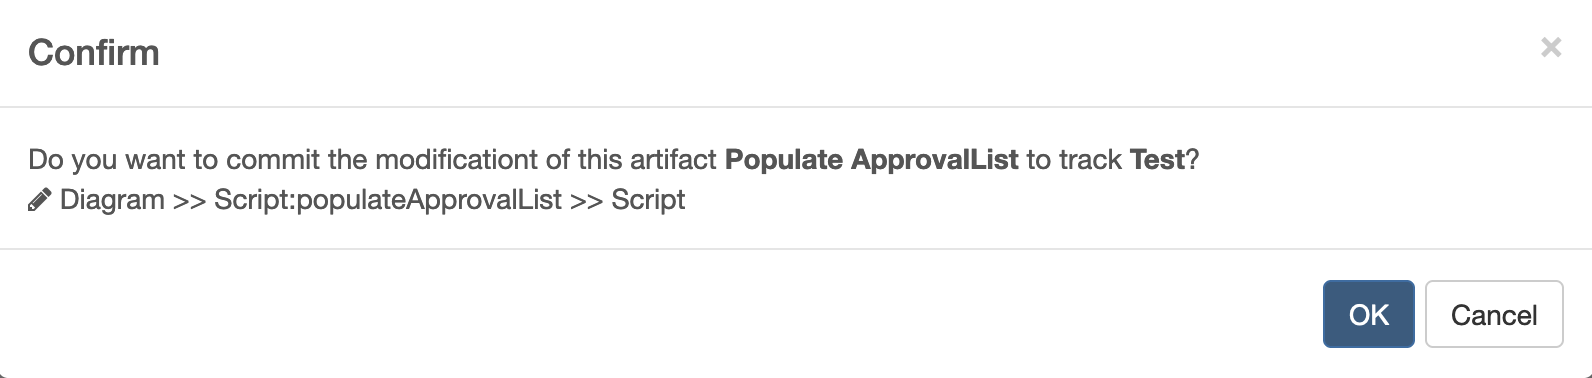 Confirm
×
Do you want to commit the modificationt of this artifact Populate ApprovalList to track Test?
Diagram >> Script:populateApprovalList >> Script
OK
Cancel